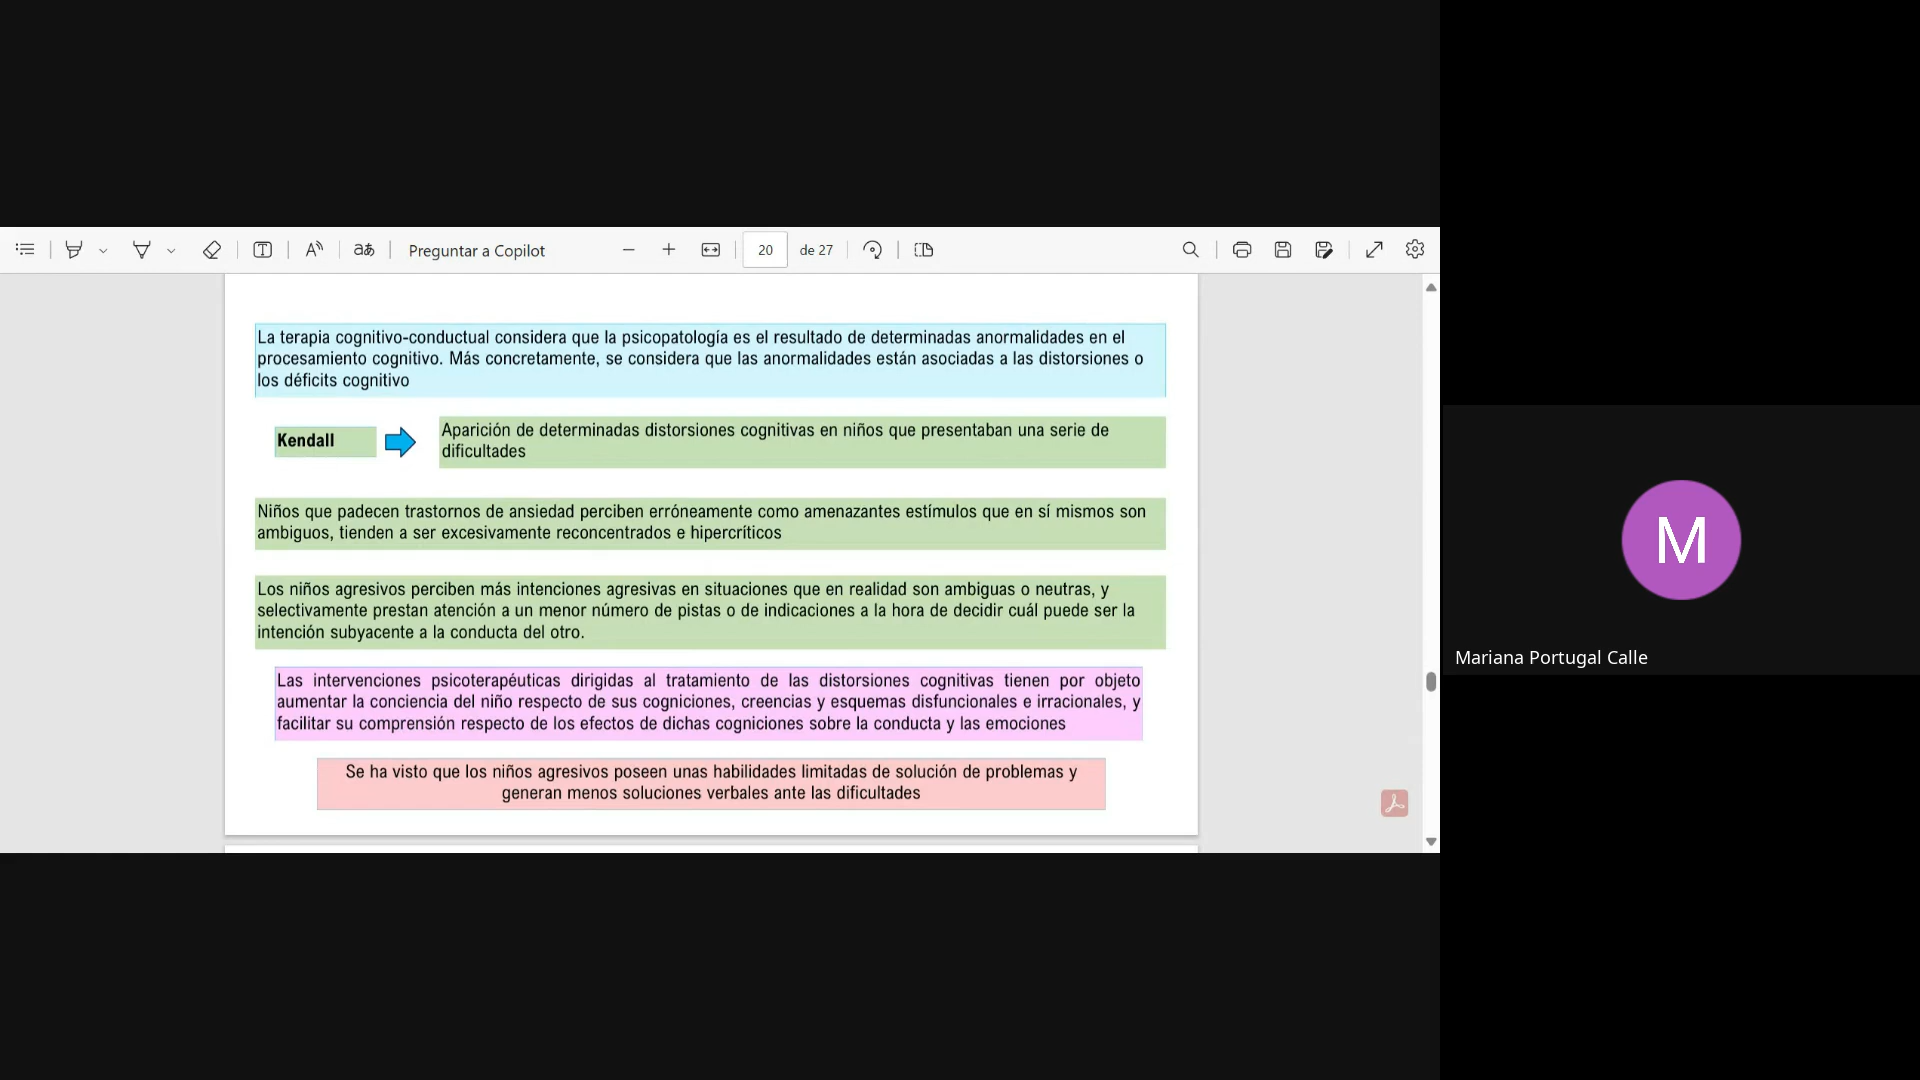 Preguntar a Copilot
20 de 27
La terapia cognitivo-conductual considera que la psicopatología es el resultado de determinadas anormalidades en el
procesamiento cognitivo. Más concretamente, se considera que las anormalidades están asociadas a las distorsiones o
los déficits cognitivo
Kendall
Aparición de determinadas distorsiones cognitivas en niños que presentaban una serie de
dificultades
Niños que padecen trastornos de ansiedad perciben erróneamente como amenazantes estímulos que en sí mismos son
ambiguos, tienden a ser excesivamente reconcentrados e hipercríticos
Los niños agresivos perciben más intenciones agresivas en situaciones que en realidad son ambiguas o neutras, y
selectivamente prestan atención a un menor número de pistas o de indicaciones a la hora de decidir cuál puede ser la
intención subyacente a la conducta del otro.
Las intervenciones psicoterapéuticas dirigidas al tratamiento de las distorsiones cognitivas tienen por objeto
aumentar la conciencia del niño respecto de sus cogniciones, creencias y esquemas disfuncionales e irracionales, y
facilitar su comprensión respecto de los efectos de dichas cogniciones sobre la conducta y las emociones
Se ha visto que los niños agresivos poseen unas habilidades limitadas de solución de problemas y
generan menos soluciones verbales ante las dificultades
M
Mariana Portugal Calle